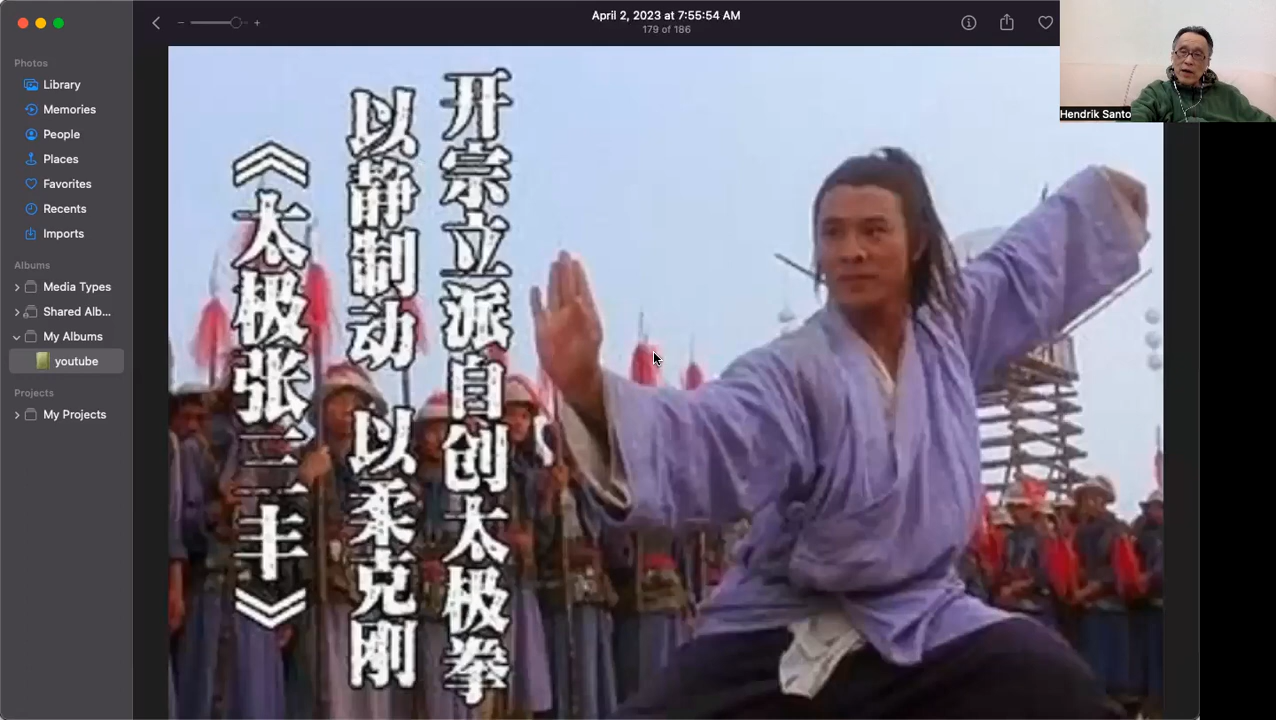 April 2, 2023 at 7:55:54 AM
179 of 186
Photos
Library
Memories
People
Places
Favorites
Recents
Imports
Albums
Media Types
Shared Alb...
My Albums
youtube
Projects
My Projects
Hendrik Santo
开宗立派自创太极拳
以静制动 以柔克刚
《太极张三丰》